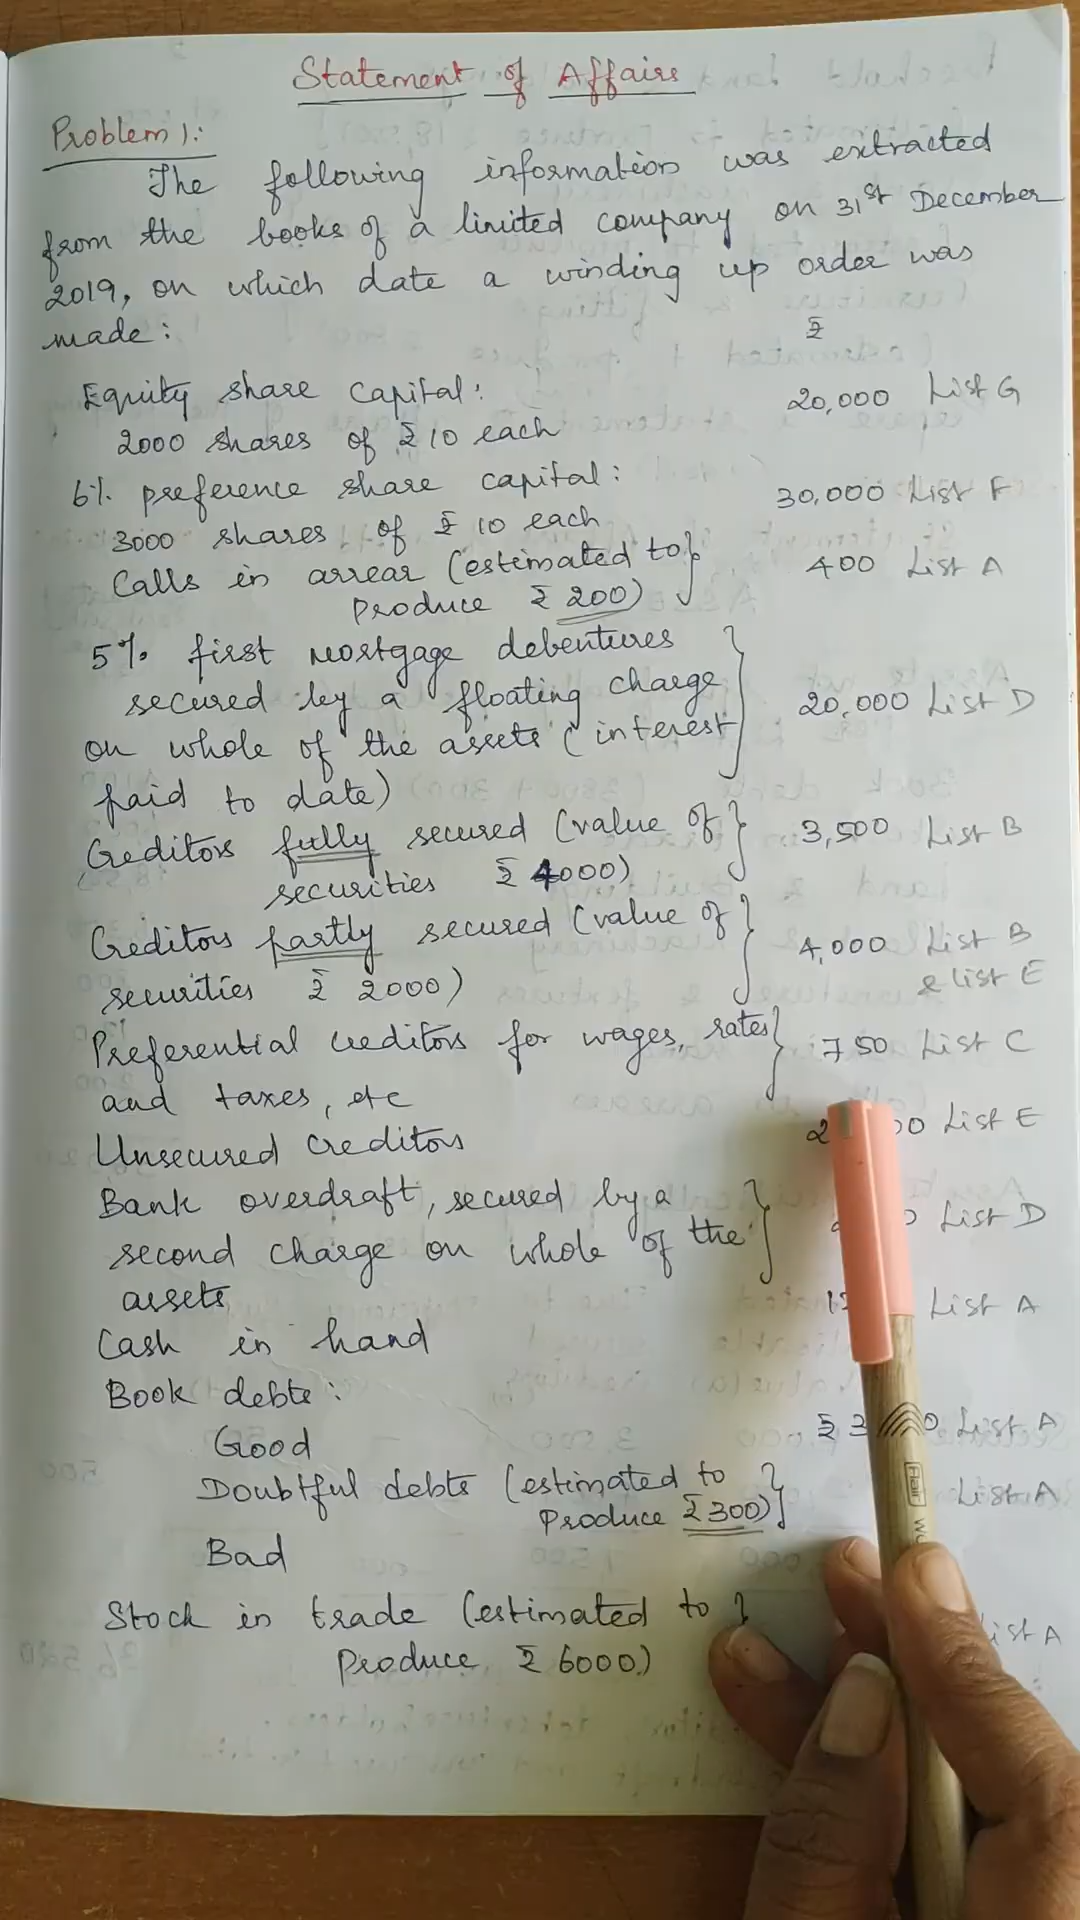 Statement of Affairs
Problem 1:
The following information was extracted
from the books of a limited company on 31st December
2019, on which date a winding up order was
made:
₹
Equity share capital: 20,000 List G
2000 shares of ₹ 10 each
6% preference share capital: 30,000 List F
3000 shares of ₹ 10 each
Calls in arrear (estimated to 400 List A
Produce ₹ 200)
5% first mortgage debentures
secured by a floating charge 20,000 List D
on whole of the assets (interest
paid to date)
Creditors fully secured (value of 3,500 List B
securities ₹ 4000)
Creditors partly secured (value of 4,000 List B
securities ₹ 2000) & List E
Preferential creditors for wages, rates 750 List C
and taxes, etc
Unsecured creditors List E
Bank overdraft, secured by a List D
second charge on whole of the
assets
Cash in hand List A
Book debts:
Good List A
Doubtful debts (estimated to List A
Produce ₹ 300)
Bad
Stock in trade (estimated to List A
Produce ₹ 6000)
Flair